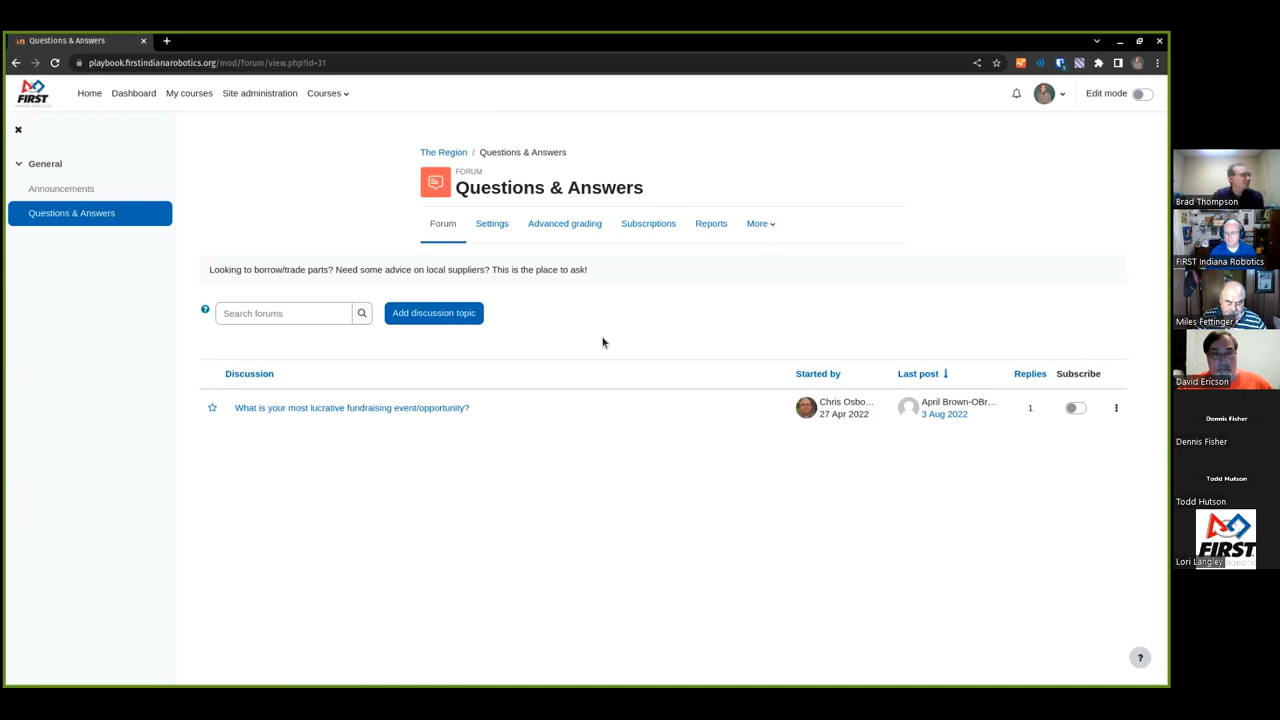 Questions & Answers
playbook.firstindianarobotics.org/mod/forum/view.php?id=31
FIRST
Home
Dashboard
My courses
Site administration
Courses
Edit mode
General
Announcements
Questions & Answers
The Region / Questions & Answers
FORUM
Questions & Answers
Forum
Settings
Advanced grading
Subscriptions
Reports
More
Looking to borrow/trade parts? Need some advice on local suppliers? This is the place to ask!
?
Search forums
Add discussion topic
Discussion
Started by
Last post
Replies
Subscribe
What is your most lucrative fundraising event/opportunity?
Chris Osbo...
27 Apr 2022
April Brown-OBr...
3 Aug 2022
1
?
Brad Thompson
FIRST Indiana Robotics
Miles Fettinger
David Ericson
Dennis Fisher
Dennis Fisher
Todd Hutson
Todd Hutson
FIRST
Lori Langley